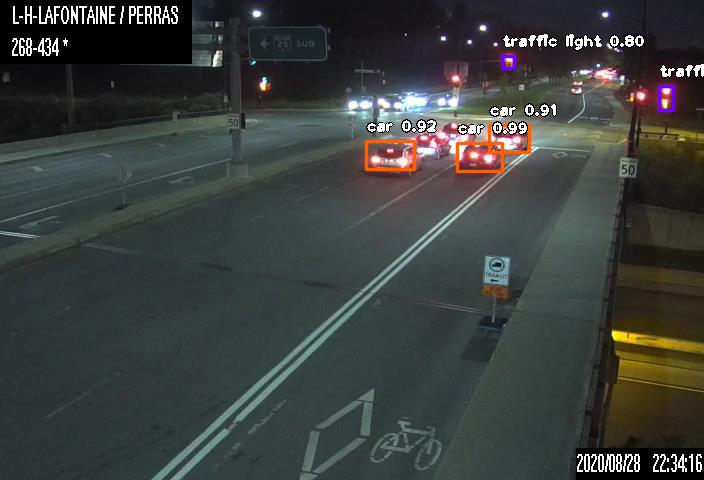 L-H-LAFONTAINE / PERRAS
268-434 *
25 SUD
traffic light 0.80
traffi
car 0.91
car 0.92
car 0.99
50
50
TRANSIT
2020/08/28 22:34:16